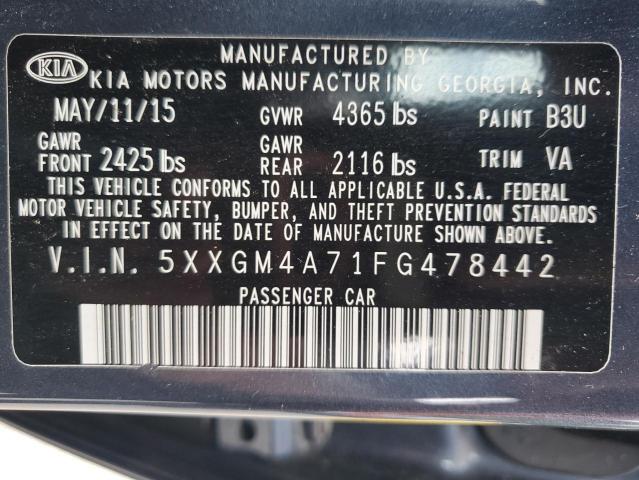 MANUFACTURED BY
KIA KIA MOTORS MANUFACTURING GEORGIA, INC.
MAY/11/15 GVWR 4365 lbs PAINT B3U
GAWR FRONT 2425 lbs GAWR REAR 2116 lbs TRIM VA
THIS VEHICLE CONFORMS TO ALL APPLICABLE U.S.A. FEDERAL
MOTOR VEHICLE SAFETY, BUMPER, AND THEFT PREVENTION STANDARDS
IN EFFECT ON THE DATE OF MANUFACTURE SHOWN ABOVE.
V.I.N. 5XXGM4A71FG478442
PASSENGER CAR